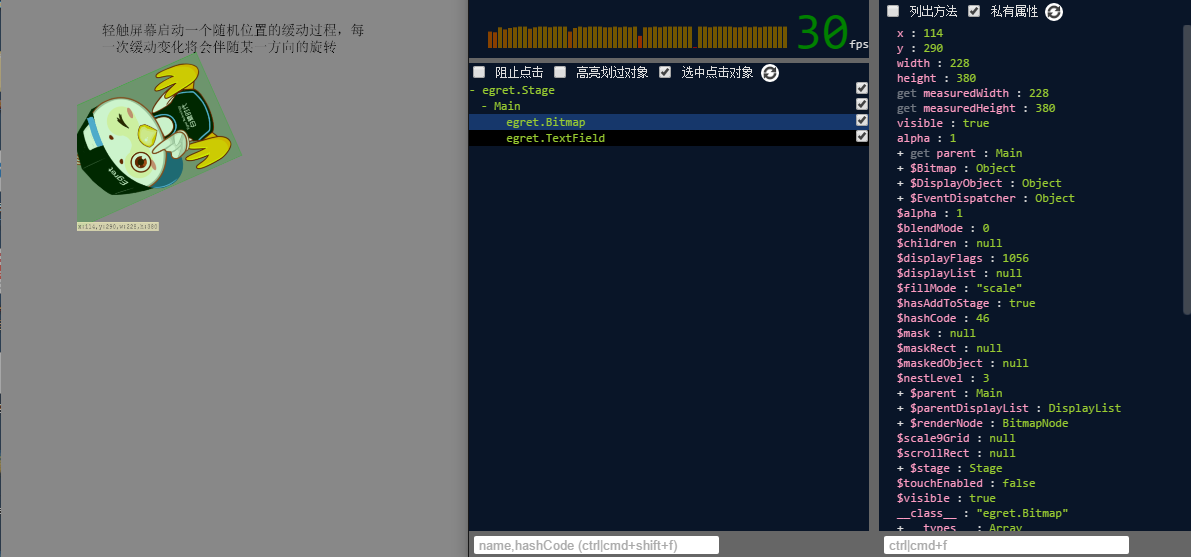 轻触屏幕启动一个随机位置的缓动过程，每
一次缓动变化将会伴随某一方向的旋转
Egret
x:114,y:290,w:228,h:380
30 fps
阻止点击 高亮划过对象 选中点击对象
- egret.Stage
- Main
egret.Bitmap
egret.TextField
name,hashCode (ctrl|cmd+shift+f)
列出方法 私有属性
x : 114
y : 290
width : 228
height : 380
get measuredWidth : 228
get measuredHeight : 380
visible : true
alpha : 1
+ get parent : Main
+ $Bitmap : Object
+ $DisplayObject : Object
+ $EventDispatcher : Object
$alpha : 1
$blendMode : 0
$children : null
$displayFlags : 1056
$displayList : null
$fillMode : "scale"
$hasAddToStage : true
$hashCode : 46
$mask : null
$maskRect : null
$maskedObject : null
$nestLevel : 3
+ $parent : Main
+ $parentDisplayList : DisplayList
+ $renderNode : BitmapNode
$scale9Grid : null
$scrollRect : null
+ $stage : Stage
$touchEnabled : false
$visible : true
__class__ : "egret.Bitmap"
+ __types__ : Array
ctrl|cmd+f